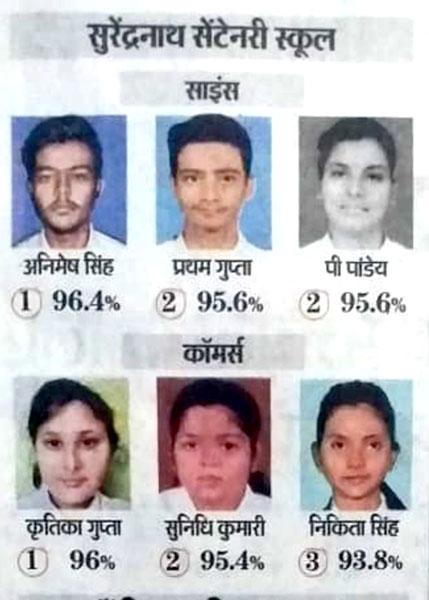 सुरेंद्रनाथ सेंटेनरी स्कूल
साइंस
अनिमेष सिंह प्रथम गुप्ता पी पांडेय
1 96.4% 2 95.6% 2 95.6%
कॉमर्स
कृतिका गुप्ता सुनिधि कुमारी निकिता सिंह
1 96% 2 95.4% 3 93.8%